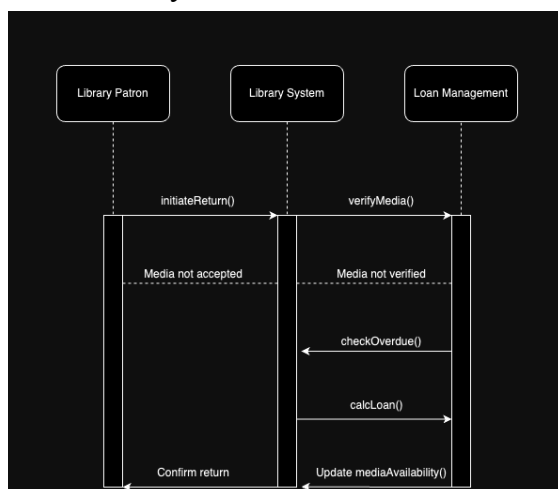 Library Patron
Library System
Loan Management
initiateReturn()
verifyMedia()
Media not accepted
Media not verified
checkOverdue()
calcLoan()
Confirm return
Update mediaAvailability()